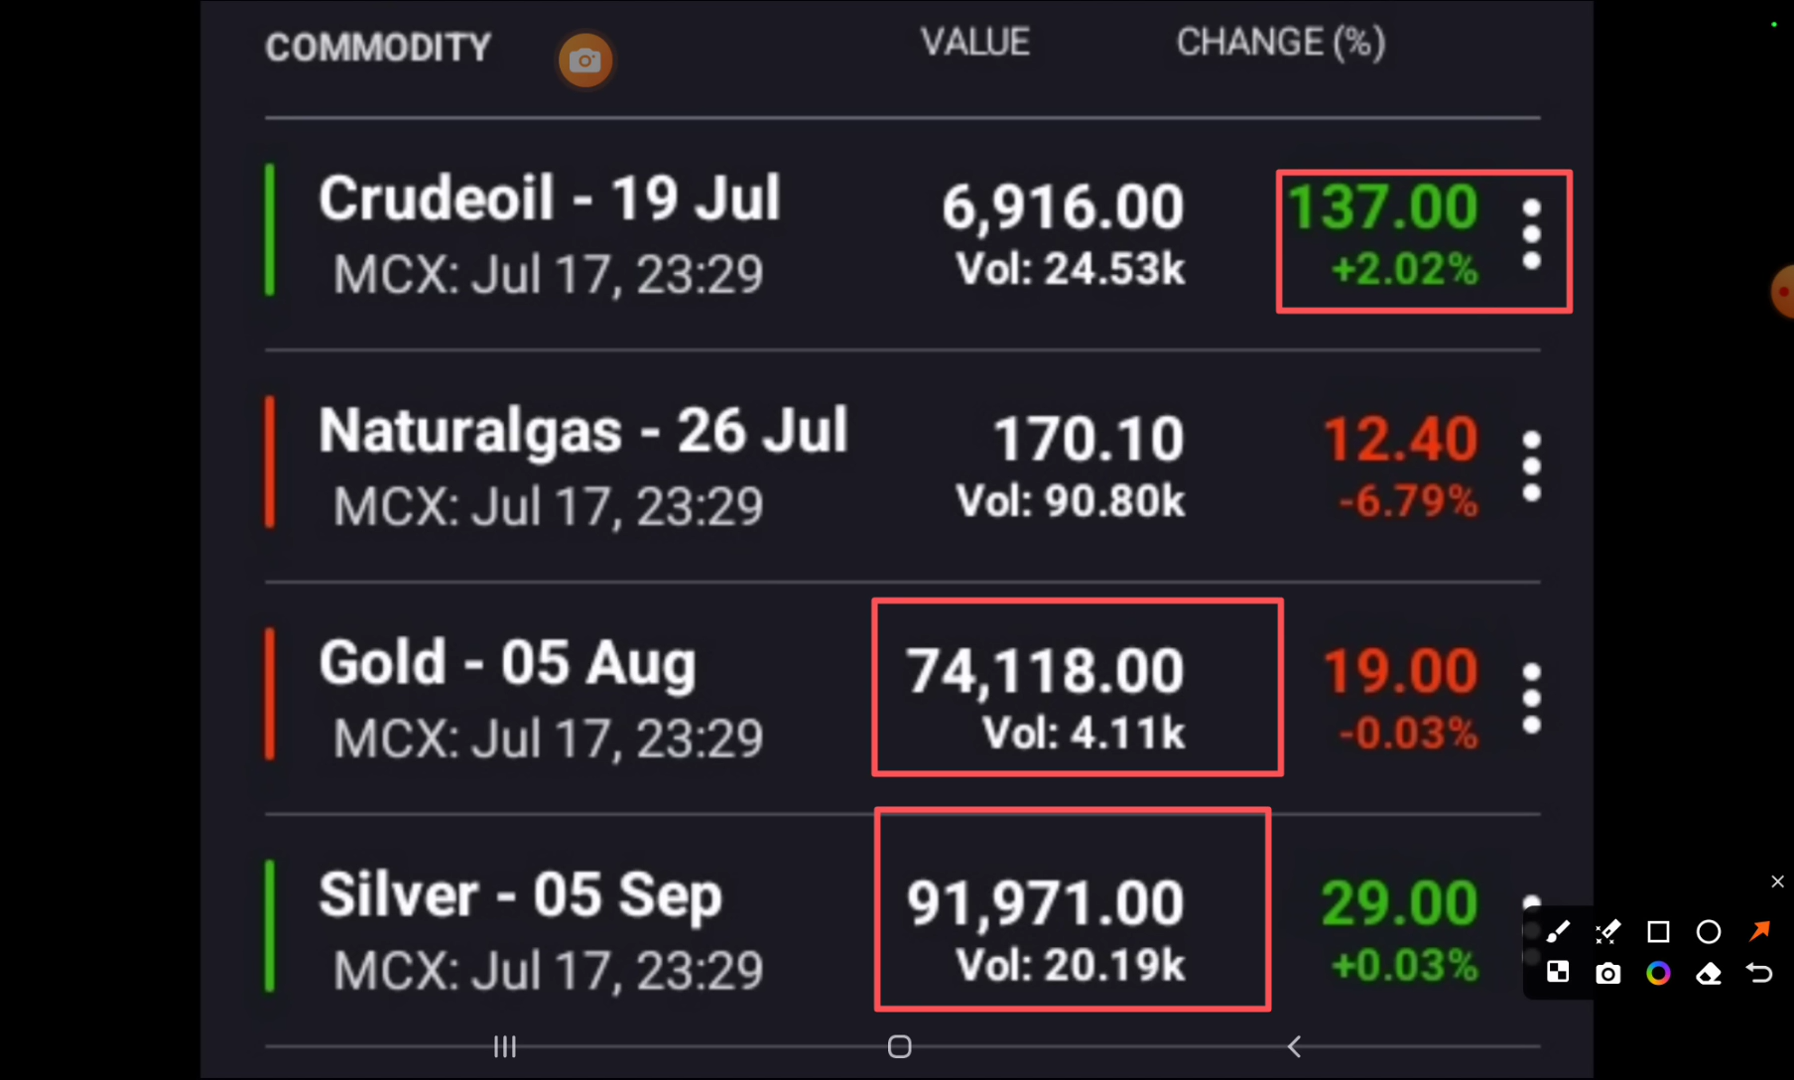 COMMODITY VALUE CHANGE (%)
Crudeoil - 19 Jul 6,916.00 137.00
MCX: Jul 17, 23:29 Vol: 24.53k +2.02%
Naturalgas - 26 Jul 170.10 12.40
MCX: Jul 17, 23:29 Vol: 90.80k -6.79%
Gold - 05 Aug 74,118.00 19.00
MCX: Jul 17, 23:29 Vol: 4.11k -0.03%
Silver - 05 Sep 91,971.00 29.00
MCX: Jul 17, 23:29 Vol: 20.19k +0.03%